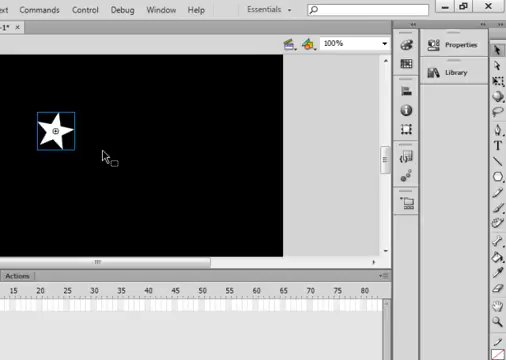 ext Commands Control Debug Window Help Essentials
-1* ×
100%
Properties
Library
T
Actions
15 20 25 30 35 40 45 50 55 60 65 70 75 80